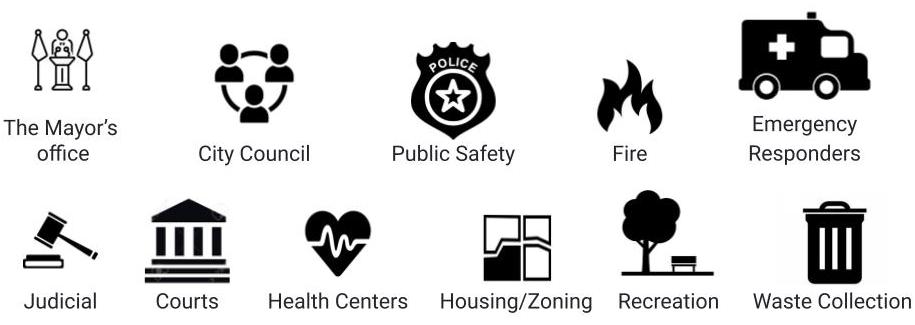 POLICE
The Mayor's
office
City Council
Public Safety
Fire
Emergency
Responders
Judicial
Courts
Health Centers
Housing/Zoning
Recreation
Waste Collection